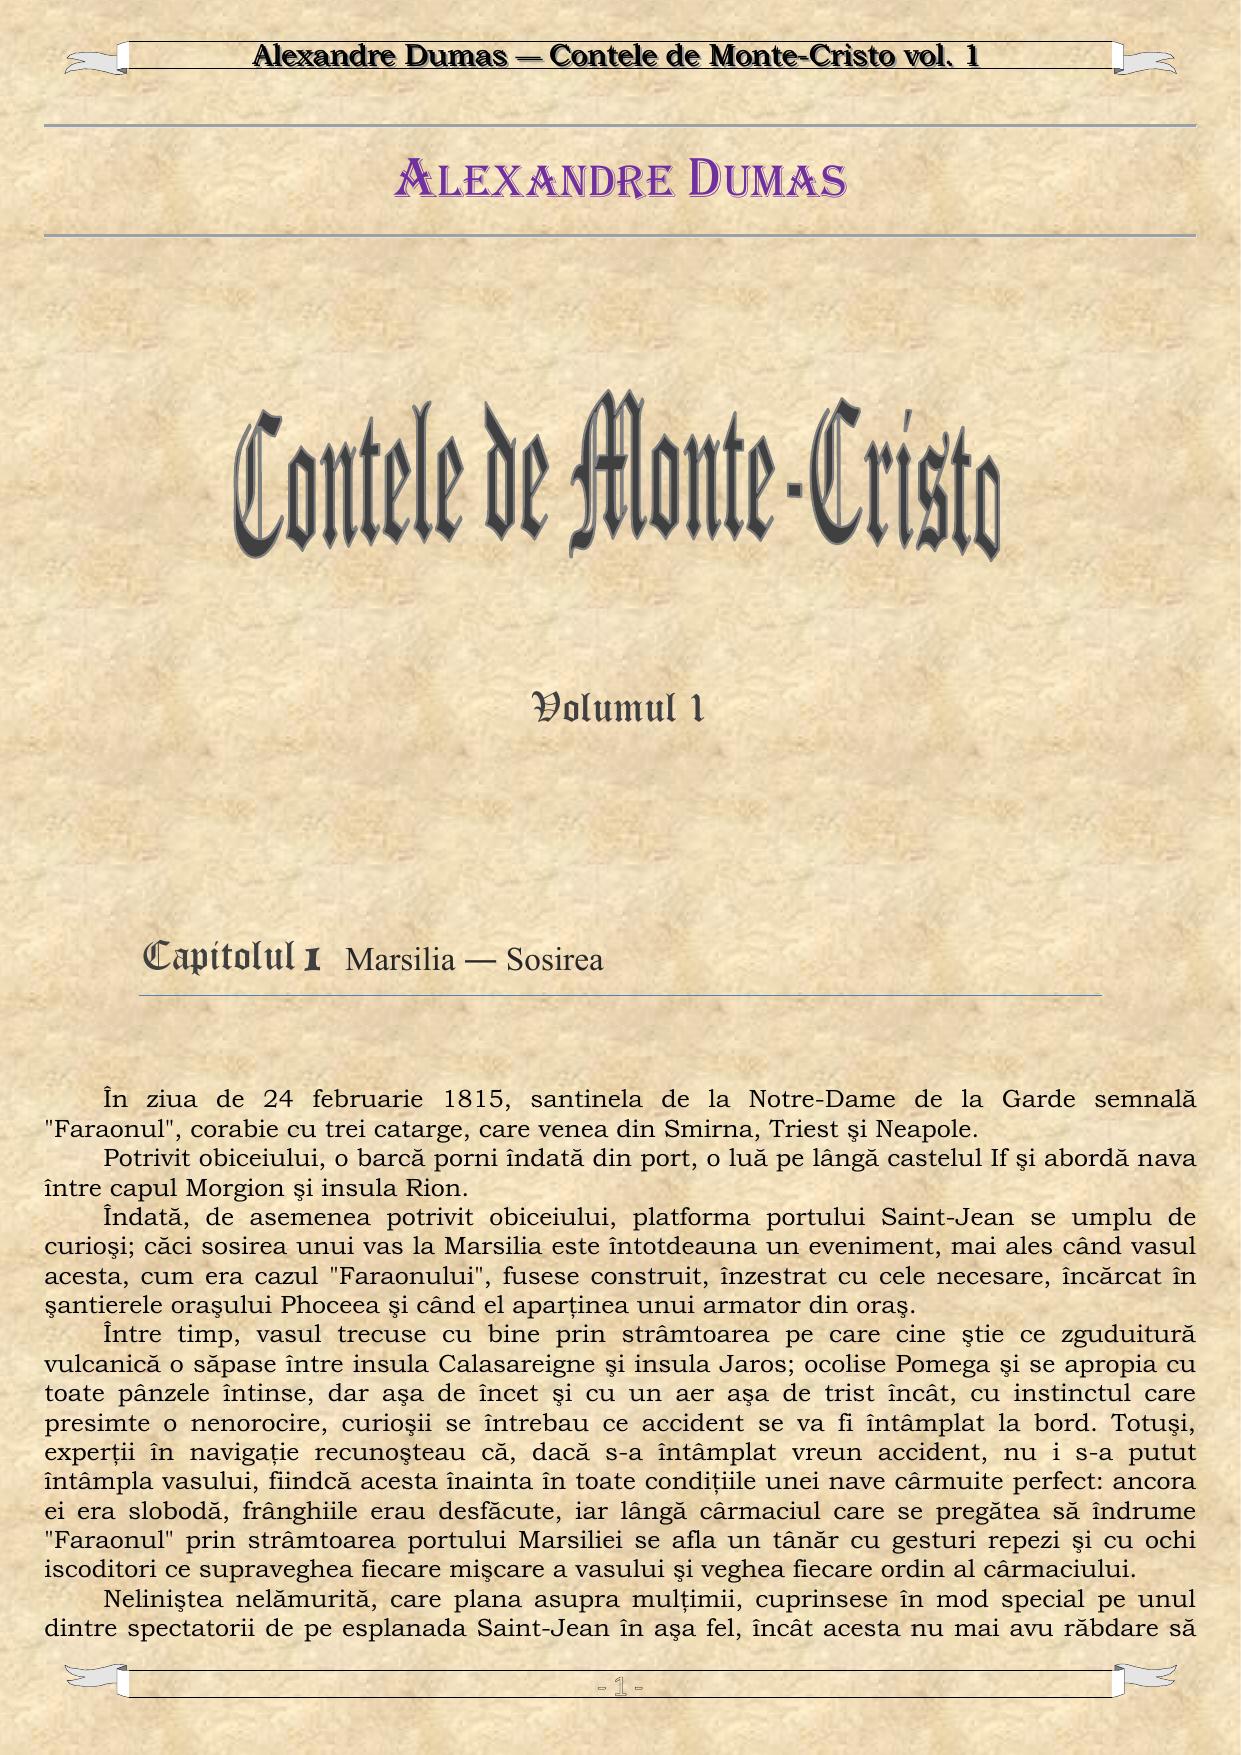 Alexandre Dumas — Contele de Monte-Cristo vol. 1
ALEXANDRE DUMAS
Contele de Monte-Cristo
Volumul 1
Capitolul 1 Marsilia — Sosirea
În ziua de 24 februarie 1815, santinela de la Notre-Dame de la Garde semnală
"Faraonul", corabie cu trei catarge, care venea din Smirna, Triest şi Neapole.
Potrivit obiceiului, o barcă porni îndată din port, o luă pe lângă castelul If şi abordă nava
între capul Morgion şi insula Rion.
Îndată, de asemenea potrivit obiceiului, platforma portului Saint-Jean se umplu de
curioşi; căci sosirea unui vas la Marsilia este întotdeauna un eveniment, mai ales când vasul
acesta, cum era cazul "Faraonului", fusese construit, înzestrat cu cele necesare, încărcat în
şantierele oraşului Phoceea şi când el aparţinea unui armator din oraş.
Între timp, vasul trecuse cu bine prin strâmtoarea pe care cine ştie ce zguduitură
vulcanică o săpase între insula Calasareigne şi insula Jaros; ocolise Pomega şi se apropia cu
toate pânzele întinse, dar aşa de încet şi cu un aer aşa de trist încât, cu instinctul care
presimte o nenorocire, curioşii se întrebau ce accident se va fi întâmplat la bord. Totuşi,
experţii în navigaţie recunoşteau că, dacă s-a întâmplat vreun accident, nu i s-a putut
întâmpla vasului, fiindcă acesta înainta în toate condiţiile unei nave cârmuite perfect: ancora
ei era slobodă, frânghiile erau desfăcute, iar lângă cârmaciul care se pregătea să îndrume
"Faraonul" prin strâmtoarea portului Marsiliei se afla un tânăr cu gesturi repezi şi cu ochi
iscoditori ce supraveghea fiecare mişcare a vasului şi veghea fiecare ordin al cârmaciului.
Neliniştea nelămurită, care plana asupra mulţimii, cuprinsese în mod special pe unul
dintre spectatorii de pe esplanada Saint-Jean în aşa fel, încât acesta nu mai avu răbdare să
- 1 -